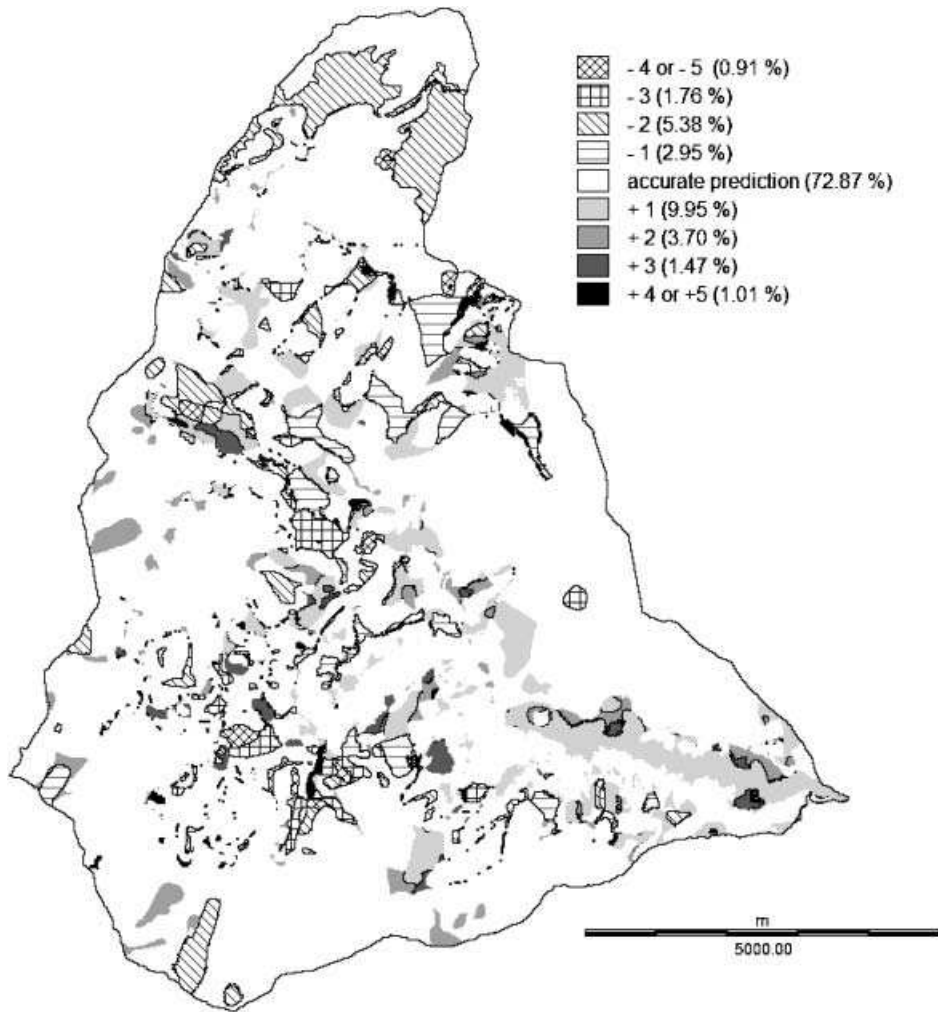 - 4 or - 5 (0.91 %)
- 3 (1.76 %)
- 2 (5.38 %)
- 1 (2.95 %)
accurate prediction (72.87 %)
+ 1 (9.95 %)
+ 2 (3.70 %)
+ 3 (1.47 %)
+ 4 or +5 (1.01 %)
m
5000.00